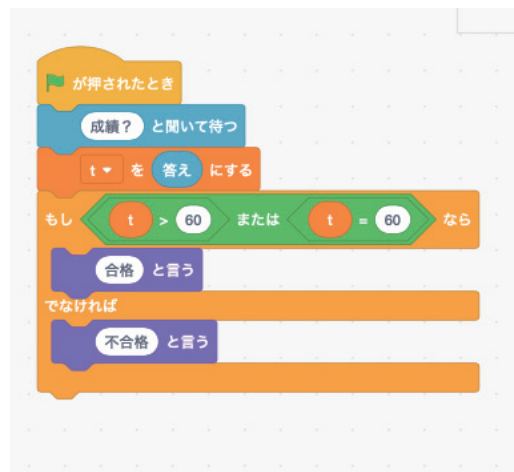 が押されたとき
成績？ と聞いて待つ
t を 答え にする
もし t > 60 または t = 60 なら
合格 と言う
でなければ
不合格 と言う